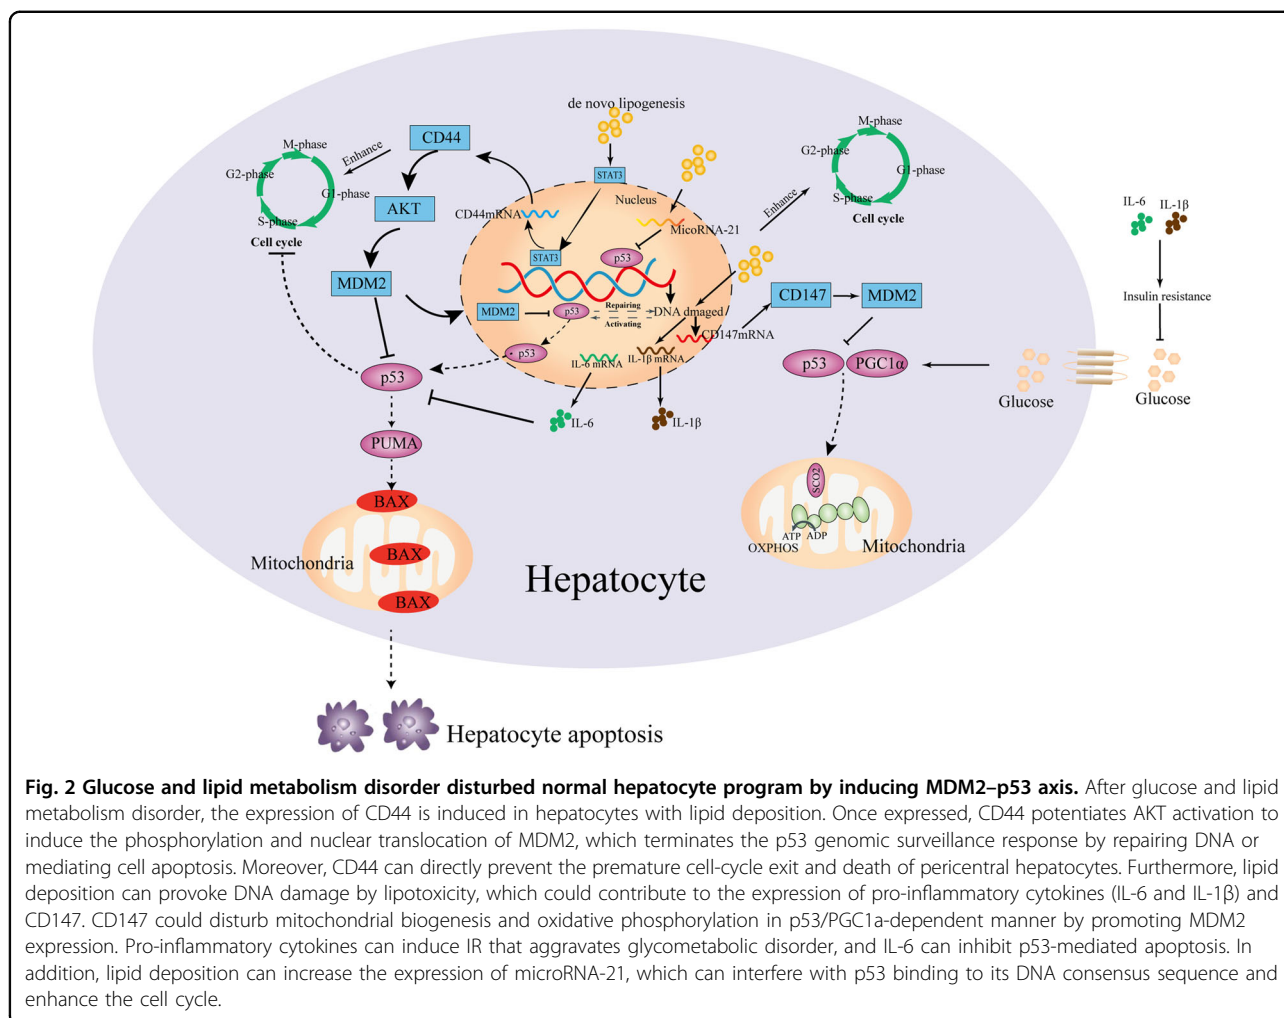 de novo lipogenesis
M-phase
G2-phase
G1-phase
S-phase
Cell cycle
Enhance
CD44
AKT
MDM2
CD44mRNA
STAT3
Nucleus
STAT3
MicoRNA-21
p53
MDM2
p53
Repairing
Activating
DNA dmaged
p53
IL-6 mRNA
IL-1β mRNA
CD147mRNA
IL-6
IL-1β
Enhance
M-phase
G2-phase
G1-phase
S-phase
Cell cycle
CD147
MDM2
p53
PGC1α
IL-6
IL-1β
Insulin resistance
Glucose
Glucose
p53
PUMA
BAX
BAX
BAX
Mitochondria
SCO2
ATP
ADP
OXPHOS
Mitochondria
Hepatocyte
Hepatocyte apoptosis
Fig. 2 Glucose and lipid metabolism disorder disturbed normal hepatocyte program by inducing MDM2–p53 axis. After glucose and lipid
metabolism disorder, the expression of CD44 is induced in hepatocytes with lipid deposition. Once expressed, CD44 potentiates AKT activation to
induce the phosphorylation and nuclear translocation of MDM2, which terminates the p53 genomic surveillance response by repairing DNA or
mediating cell apoptosis. Moreover, CD44 can directly prevent the premature cell-cycle exit and death of pericentral hepatocytes. Furthermore, lipid
deposition can provoke DNA damage by lipotoxicity, which could contribute to the expression of pro-inflammatory cytokines (IL-6 and IL-1β) and
CD147. CD147 could disturb mitochondrial biogenesis and oxidative phosphorylation in p53/PGC1a-dependent manner by promoting MDM2
expression. Pro-inflammatory cytokines can induce IR that aggravates glycometabolic disorder, and IL-6 can inhibit p53-mediated apoptosis. In
addition, lipid deposition can increase the expression of microRNA-21, which can interfere with p53 binding to its DNA consensus sequence and
enhance the cell cycle.